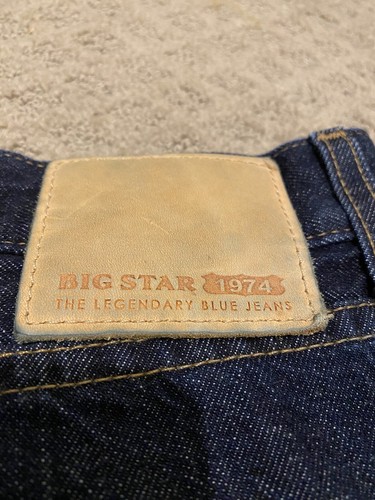 BIG STAR 1974
THE LEGENDARY BLUE JEANS